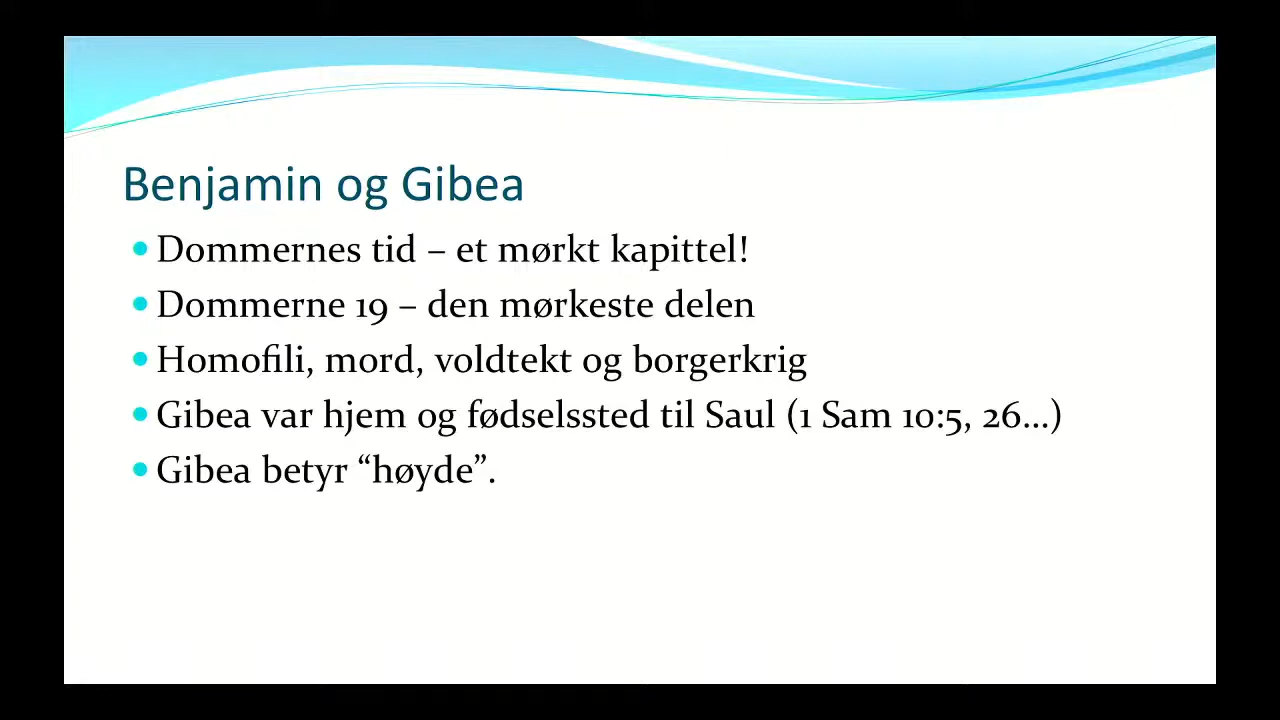 Benjamin og Gibea
Dommernes tid – et mørkt kapittel!
Dommerne 19 – den mørkeste delen
Homofili, mord, voldtekt og borgerkrig
Gibea var hjem og fødselssted til Saul (1 Sam 10:5, 26...)
Gibea betyr “høyde”.